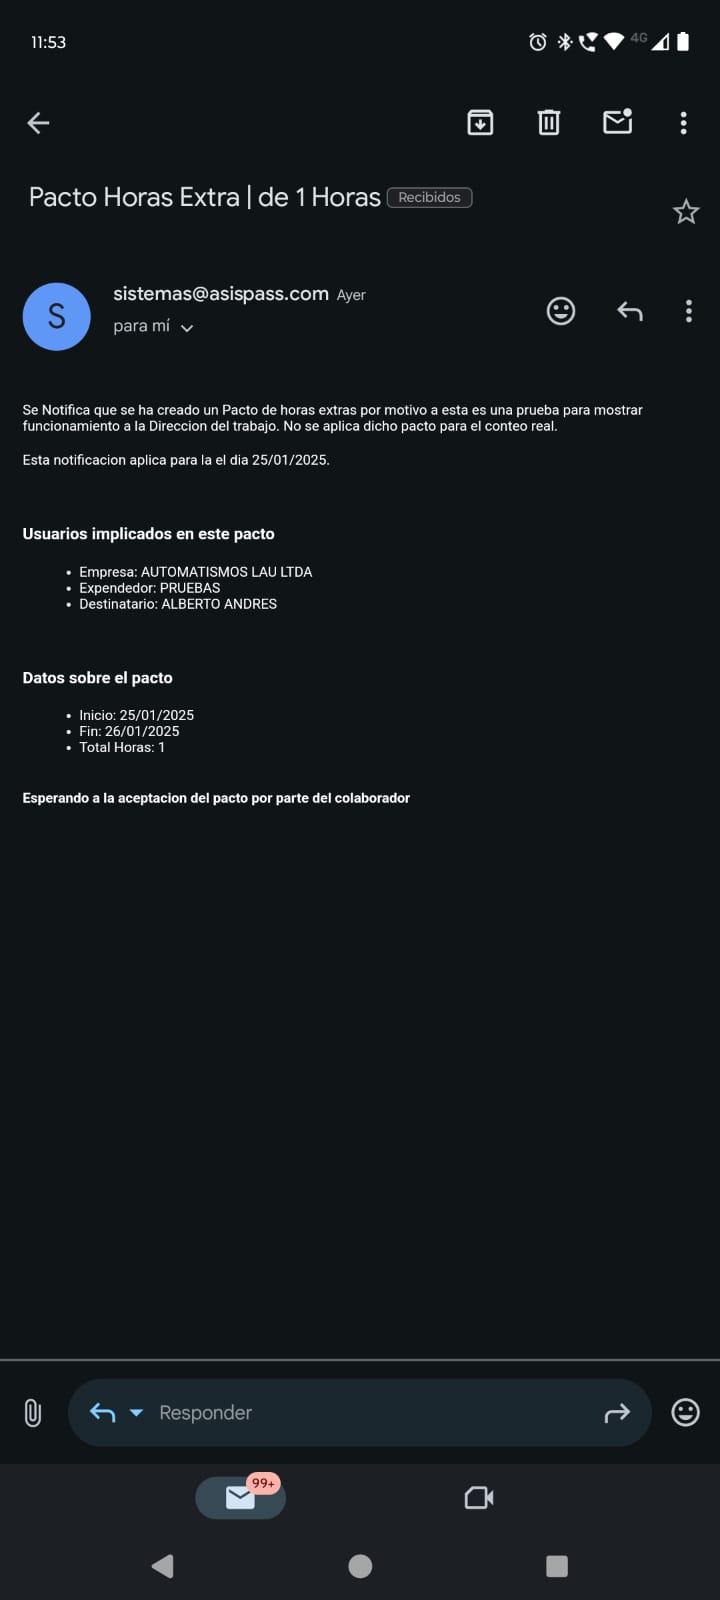 11:53
4G
Pacto Horas Extra | de 1 Horas Recibidos
S
sistemas@asispass.com Ayer
para mí
Se Notifica que se ha creado un Pacto de horas extras por motivo a esta es una prueba para mostrar
funcionamiento a la Direccion del trabajo. No se aplica dicho pacto para el conteo real.
Esta notificacion aplica para la el dia 25/01/2025.
Usuarios implicados en este pacto
• Empresa: AUTOMATISMOS LAU LTDA
• Expendedor: PRUEBAS
• Destinatario: ALBERTO ANDRES
Datos sobre el pacto
• Inicio: 25/01/2025
• Fin: 26/01/2025
• Total Horas: 1
Esperando a la aceptacion del pacto por parte del colaborador
Responder
99+